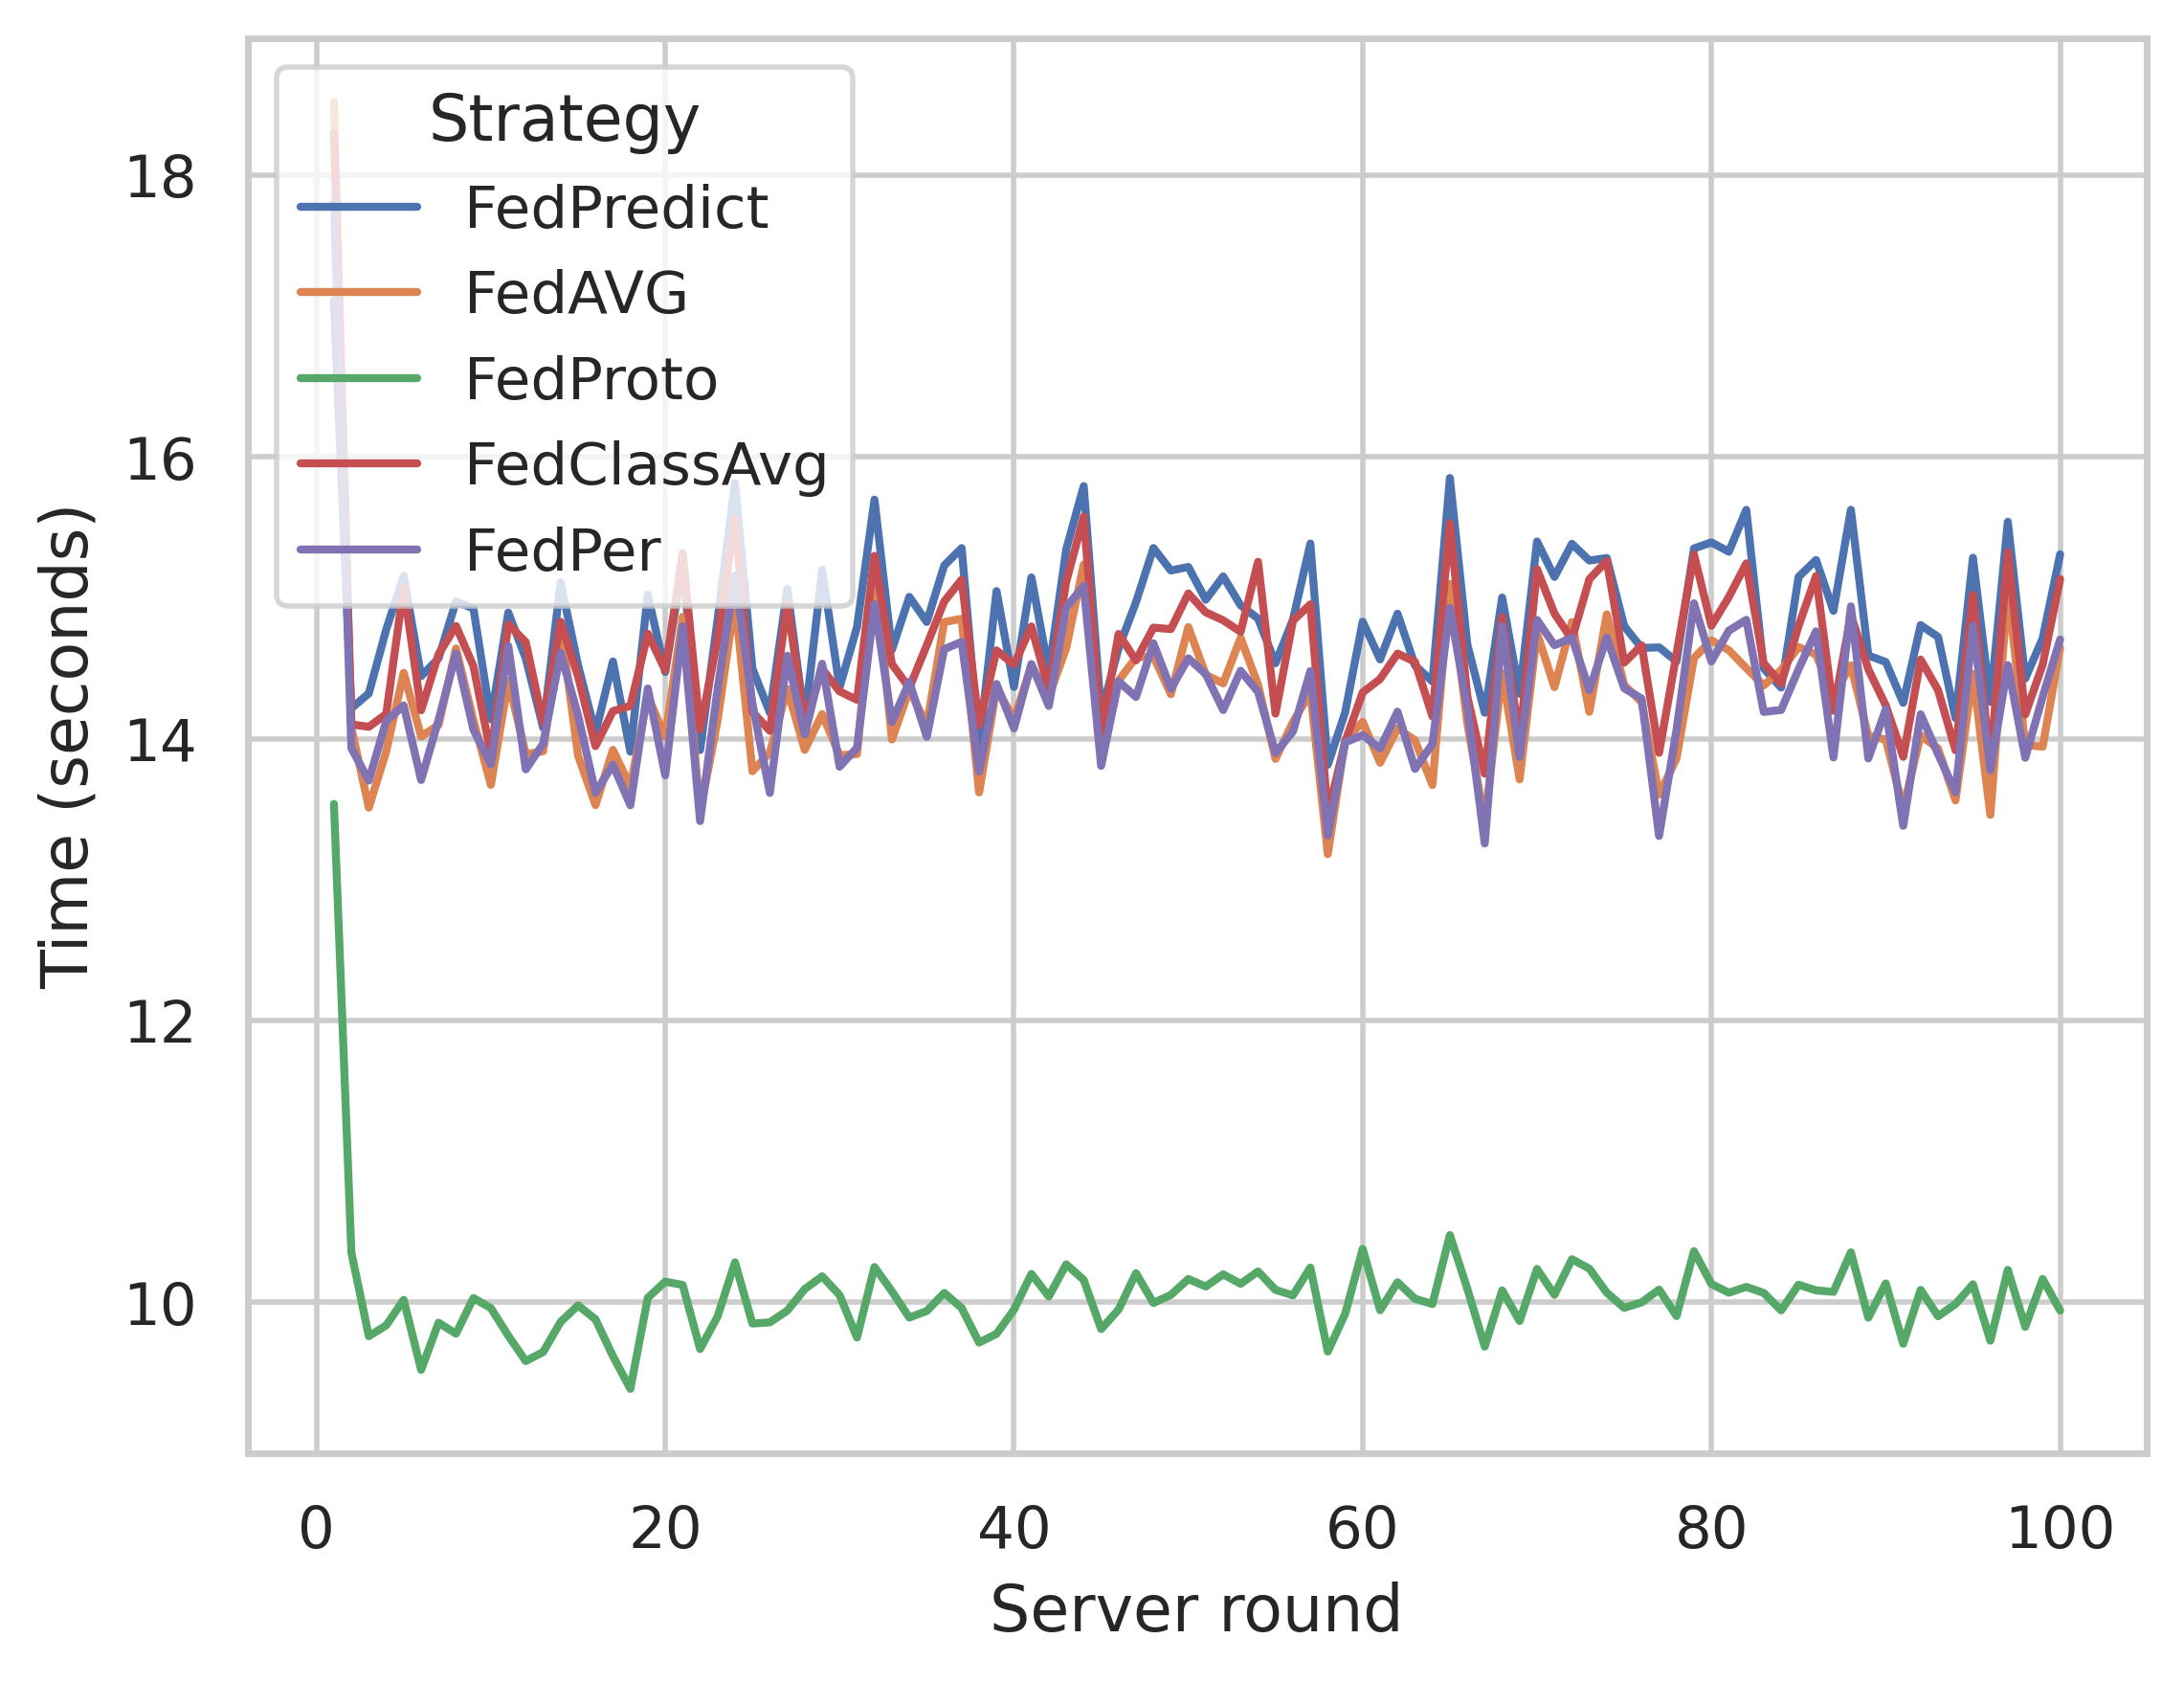 Strategy
FedPredict
FedAVG
FedProto
FedClassAvg
FedPer
18
16
14
12
10
Time (seconds)
0 20 40 60 80 100
Server round